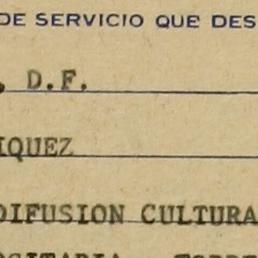 DE SERVICIO QUE DES
, D.F.
IQUEZ
DIFUSION CULTURA